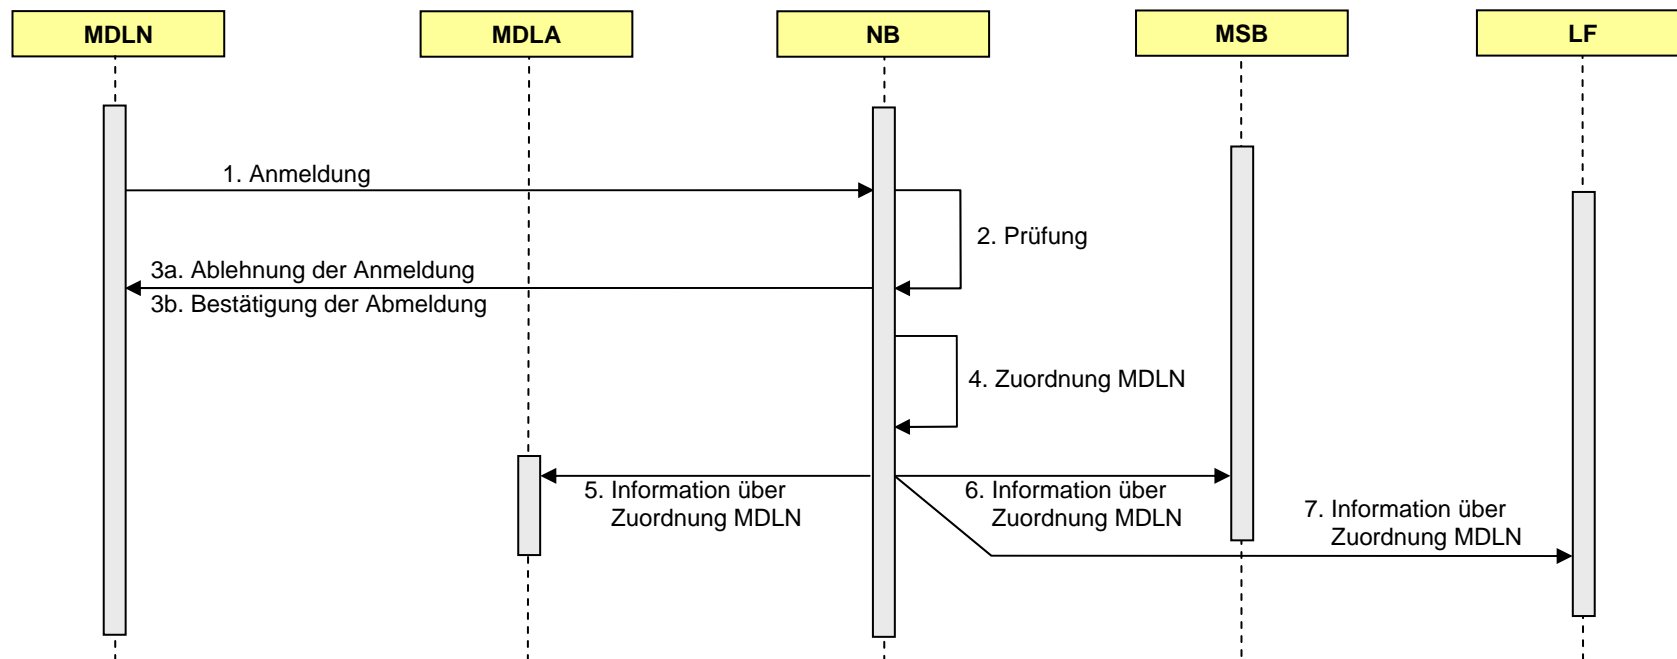 MDLN
MDLA
NB
MSB
LF
1. Anmeldung
2. Prüfung
3a. Ablehnung der Anmeldung
3b. Bestätigung der Abmeldung
4. Zuordnung MDLN
5. Information über
Zuordnung MDLN
6. Information über
Zuordnung MDLN
7. Information über
Zuordnung MDLN